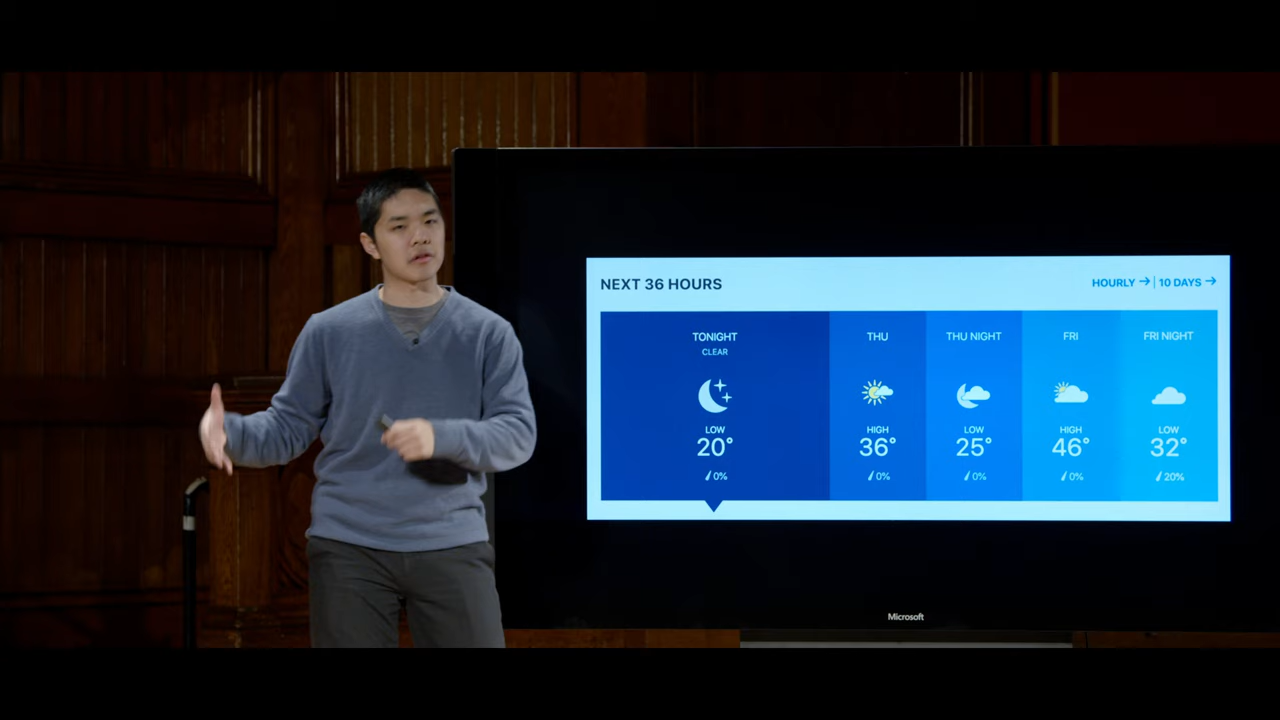 NEXT 36 HOURS
HOURLY → | 10 DAYS →
TONIGHT
CLEAR
LOW
20°
0%
THU
HIGH
36°
0%
THU NIGHT
LOW
25°
0%
FRI
HIGH
46°
0%
FRI NIGHT
LOW
32°
20%
Microsoft